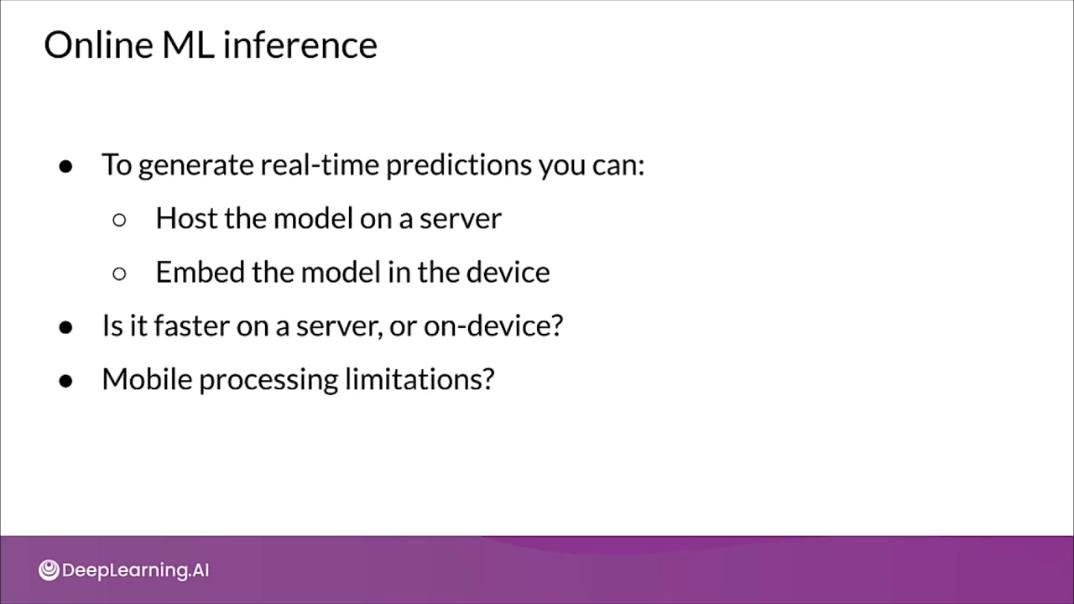 Online ML inference
● To generate real-time predictions you can:
○ Host the model on a server
○ Embed the model in the device
● Is it faster on a server, or on-device?
● Mobile processing limitations?
DeepLearning.AI